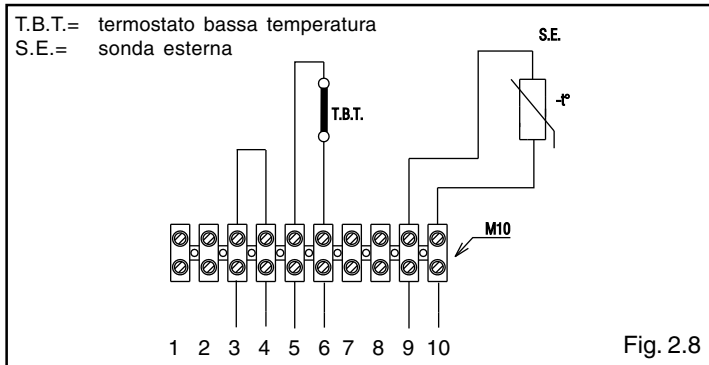 T.B.T.= termostato bassa temperatura
S.E.= sonda esterna
S.E.
-t°
T.B.T.
M10
1 2 3 4 5 6 7 8 9 10
Fig. 2.8